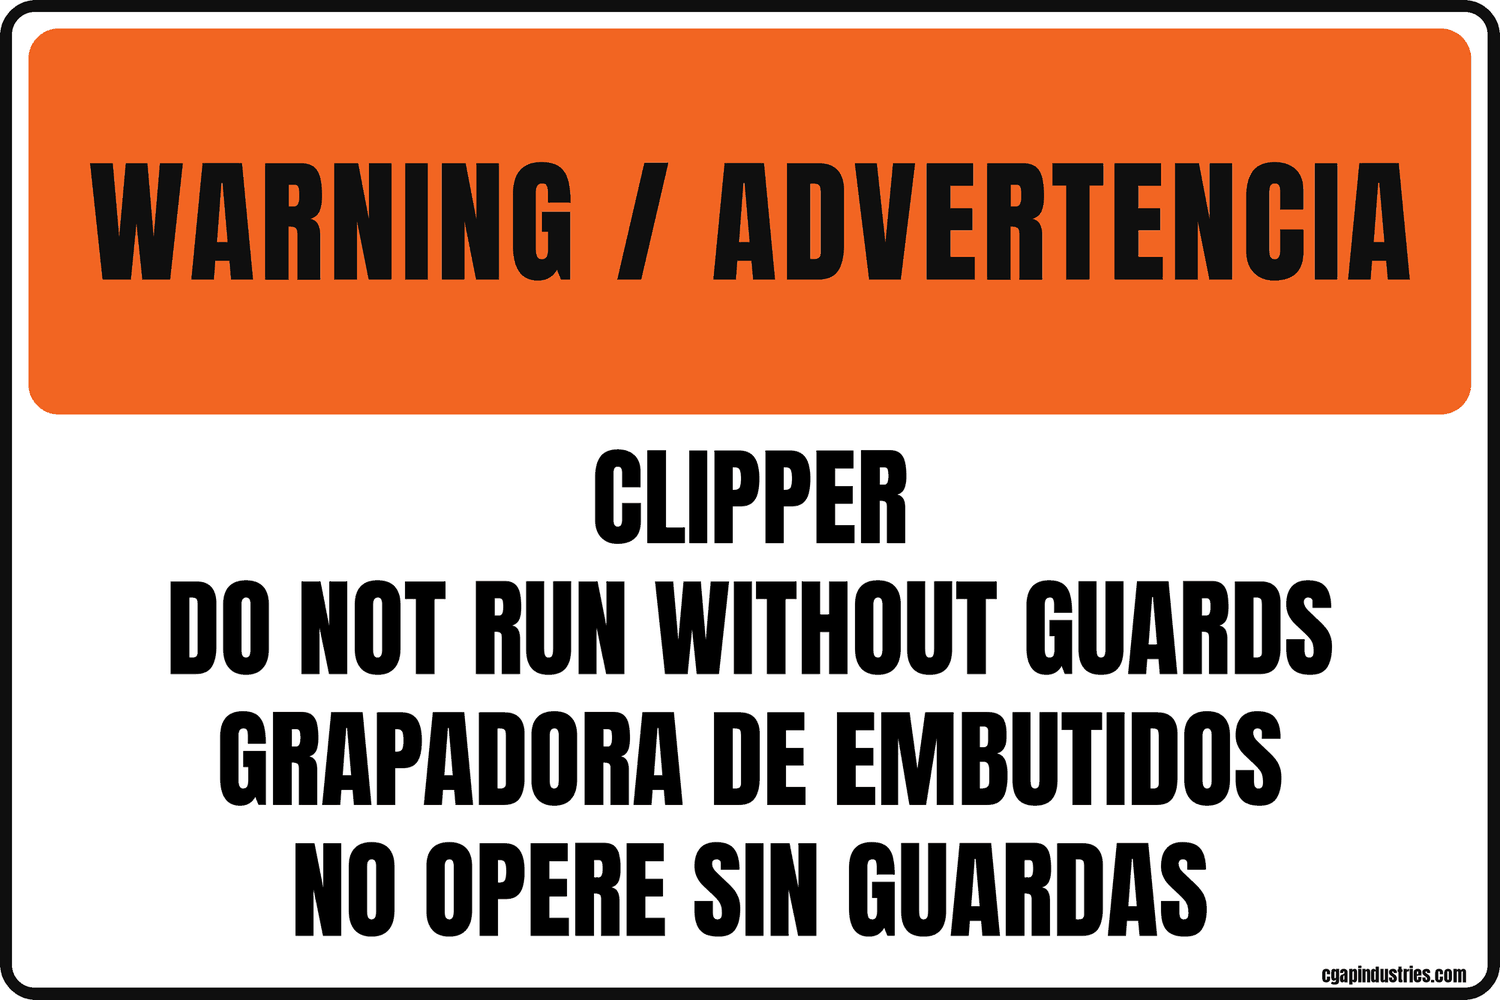 WARNING / ADVERTENCIA
CLIPPER
DO NOT RUN WITHOUT GUARDS
GRAPADORA DE EMBUTIDOS
NO OPERE SIN GUARDAS
cgapindustries.com